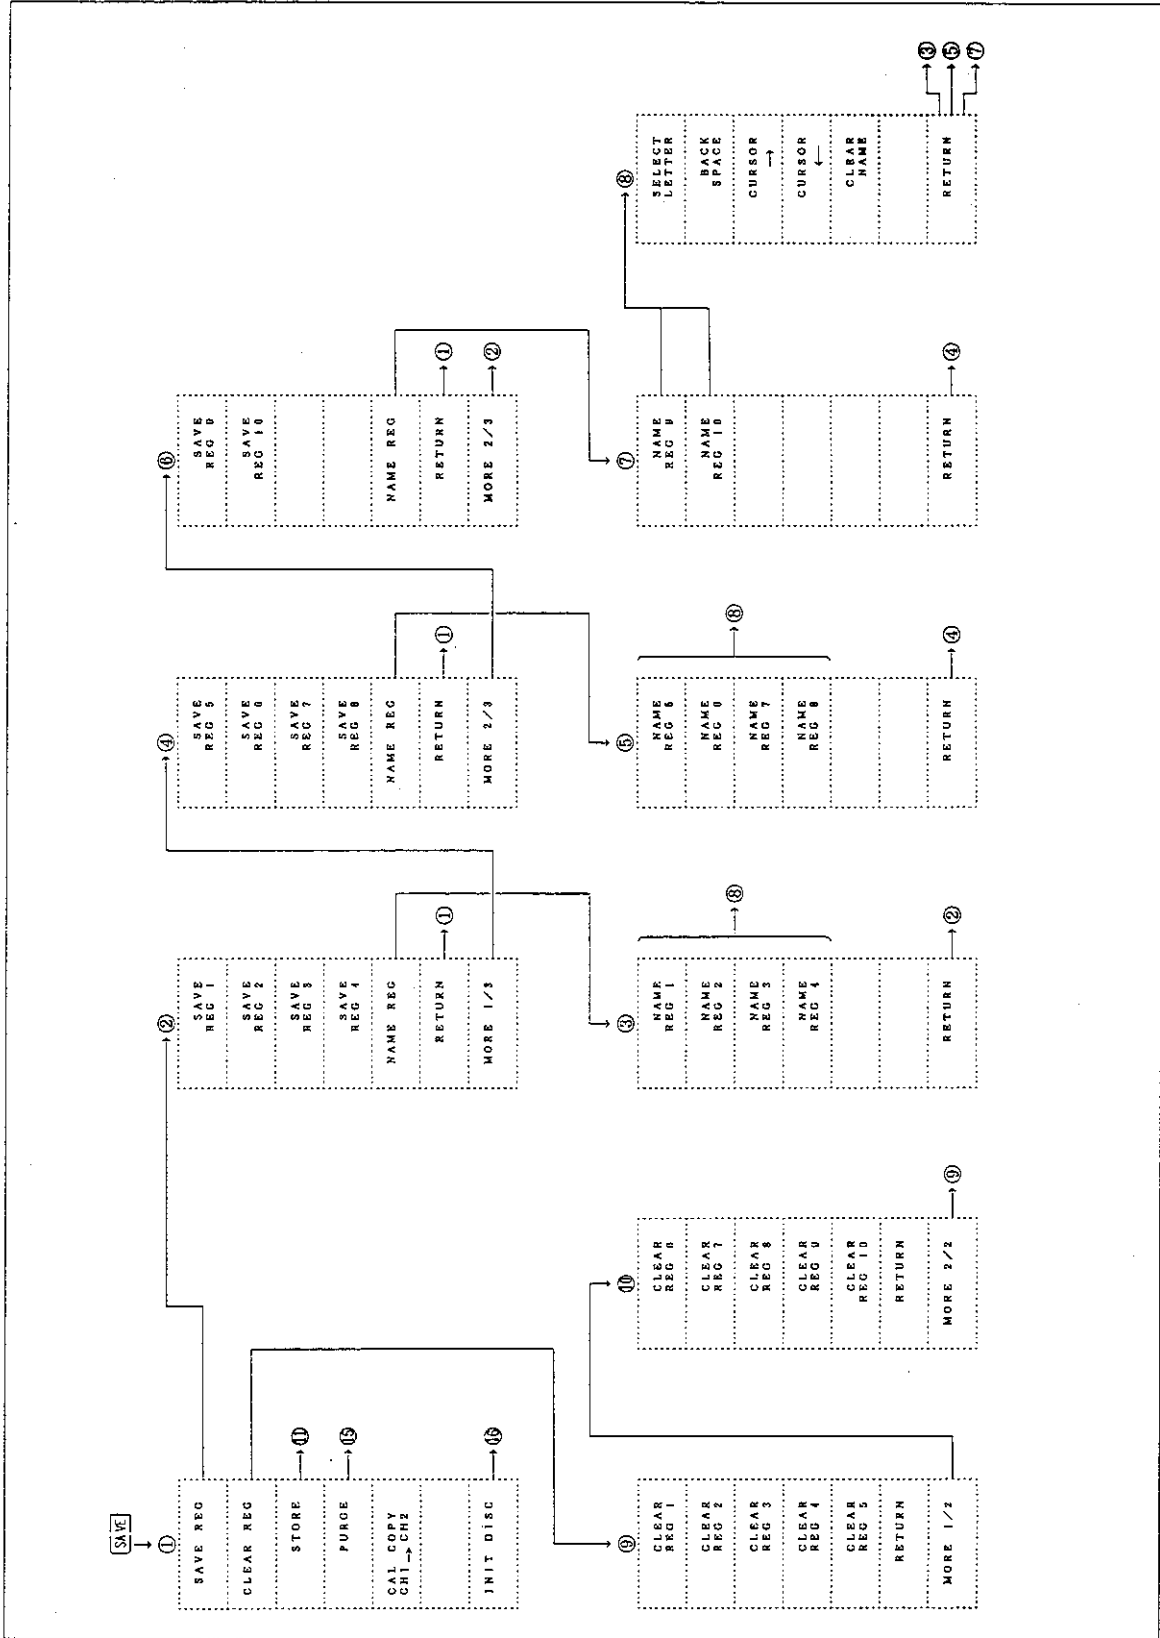 SAVE
①
SAVE REG
CLEAR REG
STORE
⑪
PURGE
⑮
CAL COPY
CH1→CH2
INIT DISC
⑯
②
SAVE
REG 1
SAVE
REG 2
SAVE
REG 3
SAVE
REG 4
NAME REG
RETURN
①
MORE 1/3
④
SAVE
REG 5
SAVE
REG 6
SAVE
REG 7
SAVE
REG 8
NAME REG
RETURN
①
MORE 2/3
⑥
SAVE
REG 9
SAVE
REG 10
NAME REG
RETURN
①
MORE 2/3
②
⑨
CLEAR
REG 1
CLEAR
REG 2
CLEAR
REG 3
CLEAR
REG 4
CLEAR
REG 5
RETURN
MORE 1/2
⑩
CLEAR
REG 6
CLEAR
REG 7
CLEAR
REG 8
CLEAR
REG 9
CLEAR
REG 10
RETURN
MORE 2/2
⑨
③
NAME
REG 1
NAME
REG 2
NAME
REG 3
NAME
REG 4
⑧
RETURN
②
⑤
NAME
REG 5
NAME
REG 6
NAME
REG 7
NAME
REG 8
⑧
RETURN
④
⑦
NAME
REG 9
NAME
REG 10
RETURN
④
⑧
SELECT
LETTER
BACK
SPACE
CURSOR
→
CURSOR
←
CLEAR
NAME
RETURN
③
⑤
⑦